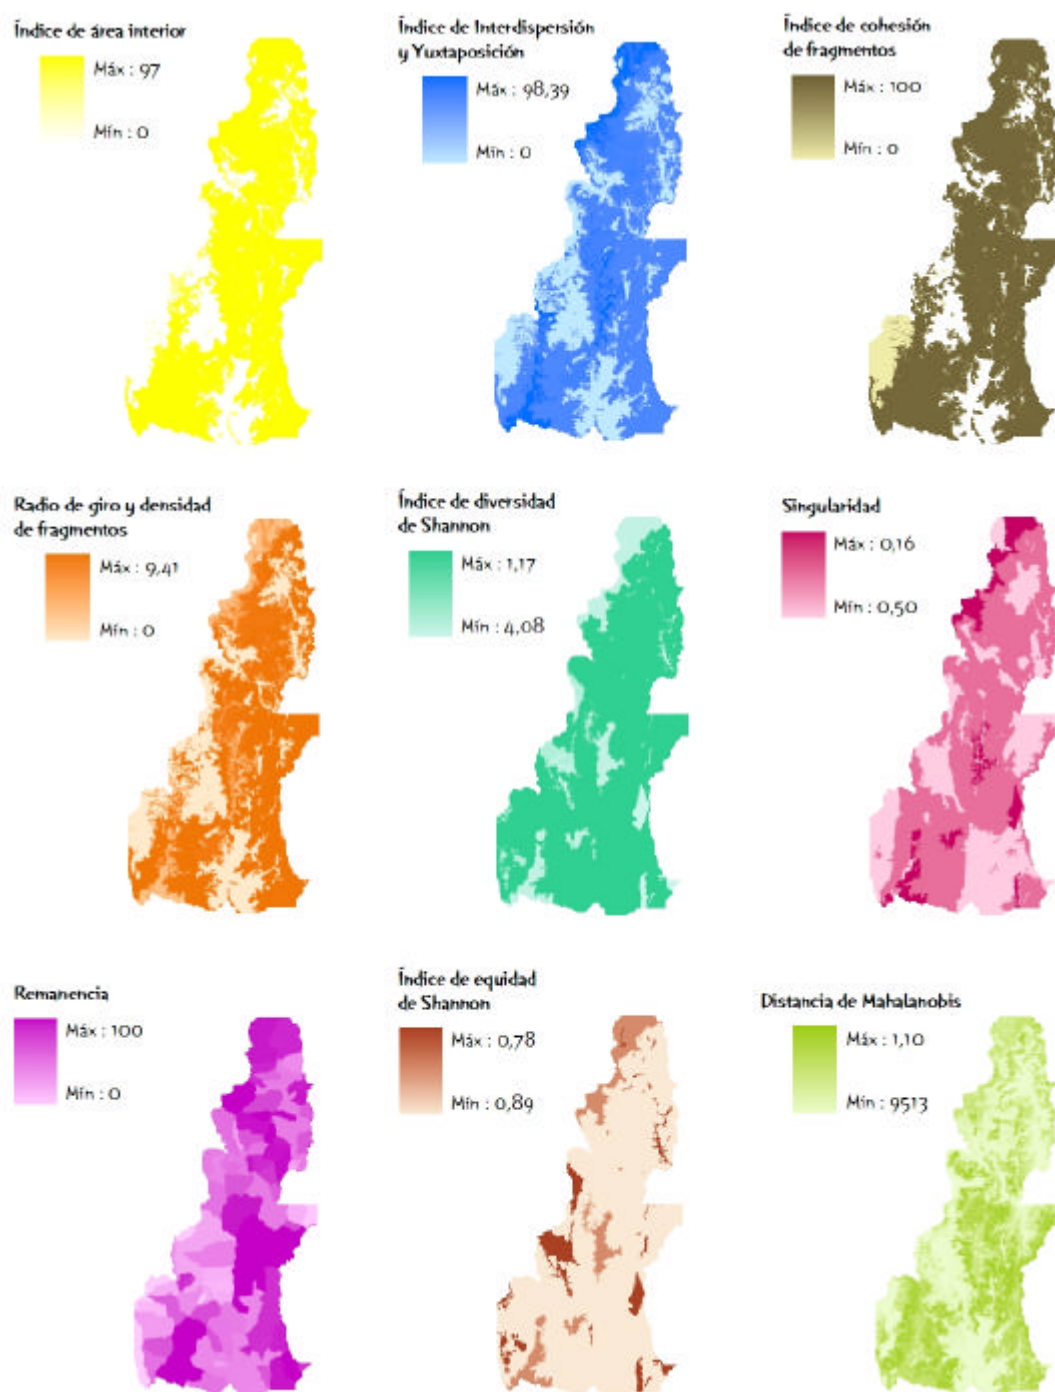 Índice de área interior
Máx : 97
Mín : 0
Índice de Interdispersión
y Yuxtaposición
Máx : 98,39
Mín : 0
Índice de cohesión
de fragmentos
Máx : 100
Mín : 0
Radio de giro y densidad
de fragmentos
Máx : 9,41
Mín : 0
Índice de diversidad
de Shannon
Máx : 1,17
Mín : 4,08
Singularidad
Máx : 0,16
Mín : 0,50
Remanencia
Máx : 100
Mín : 0
Índice de equidad
de Shannon
Máx : 0,78
Mín : 0,89
Distancia de Mahalanobis
Máx : 1,10
Mín : 9513